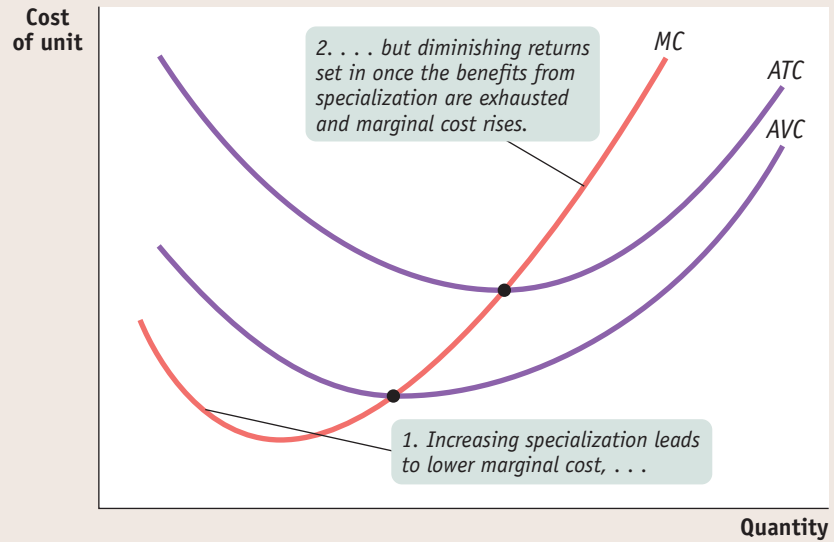 Cost
of unit
2. . . . but diminishing returns
set in once the benefits from
specialization are exhausted
and marginal cost rises.
MC
ATC
AVC
1. Increasing specialization leads
to lower marginal cost, . . .
Quantity